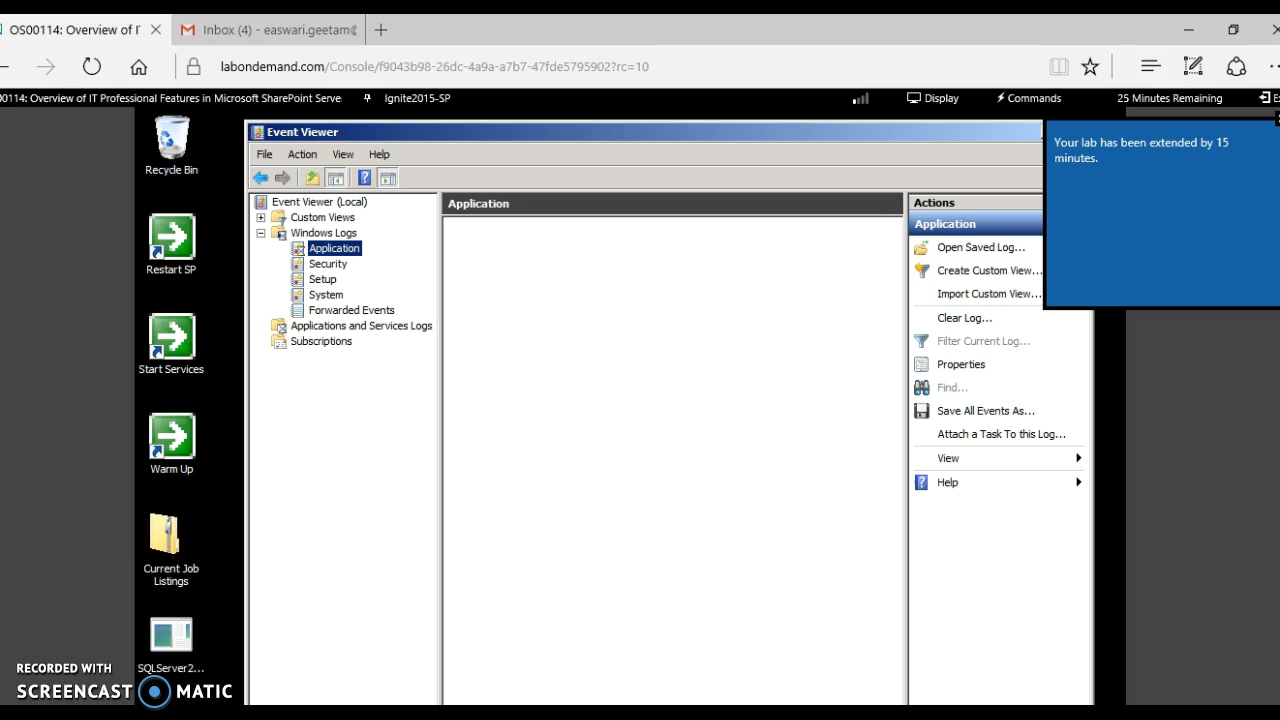 OS00114: Overview of IT
Inbox (4) - easwari.geetam@
labondemand.com/Console/f9043b98-26dc-4a9a-a7b7-47fde5795902?rc=10
00114: Overview of IT Professional Features in Microsoft SharePoint Serve
Ignite2015-SP
Display
Commands
25 Minutes Remaining
E
Your lab has been extended by 15
minutes.
Recycle Bin
Restart SP
Start Services
Warm Up
Current Job
Listings
SQLServer2...
Event Viewer
File Action View Help
Event Viewer (Local)
Custom Views
Windows Logs
Application
Security
Setup
System
Forwarded Events
Applications and Services Logs
Subscriptions
Application
Actions
Application
Open Saved Log...
Create Custom View...
Import Custom View...
Clear Log...
Filter Current Log...
Properties
Find...
Save All Events As...
Attach a Task To this Log...
View
Help
RECORDED WITH
SCREENCAST MATIC